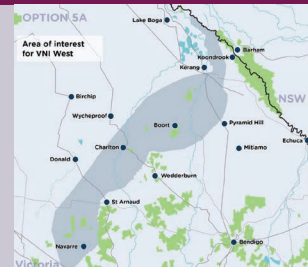 OPTION 5A
Area of interest
for VNI West
Lake Boga
Barham
Koondrook
Kerang
NSW
Birchip
Wycheproof
Boort
Pyramid Hill
Echuca
Charlton
Mitiamo
Donald
Wedderburn
St Arnaud
Navarre
Bendigo
Victoria